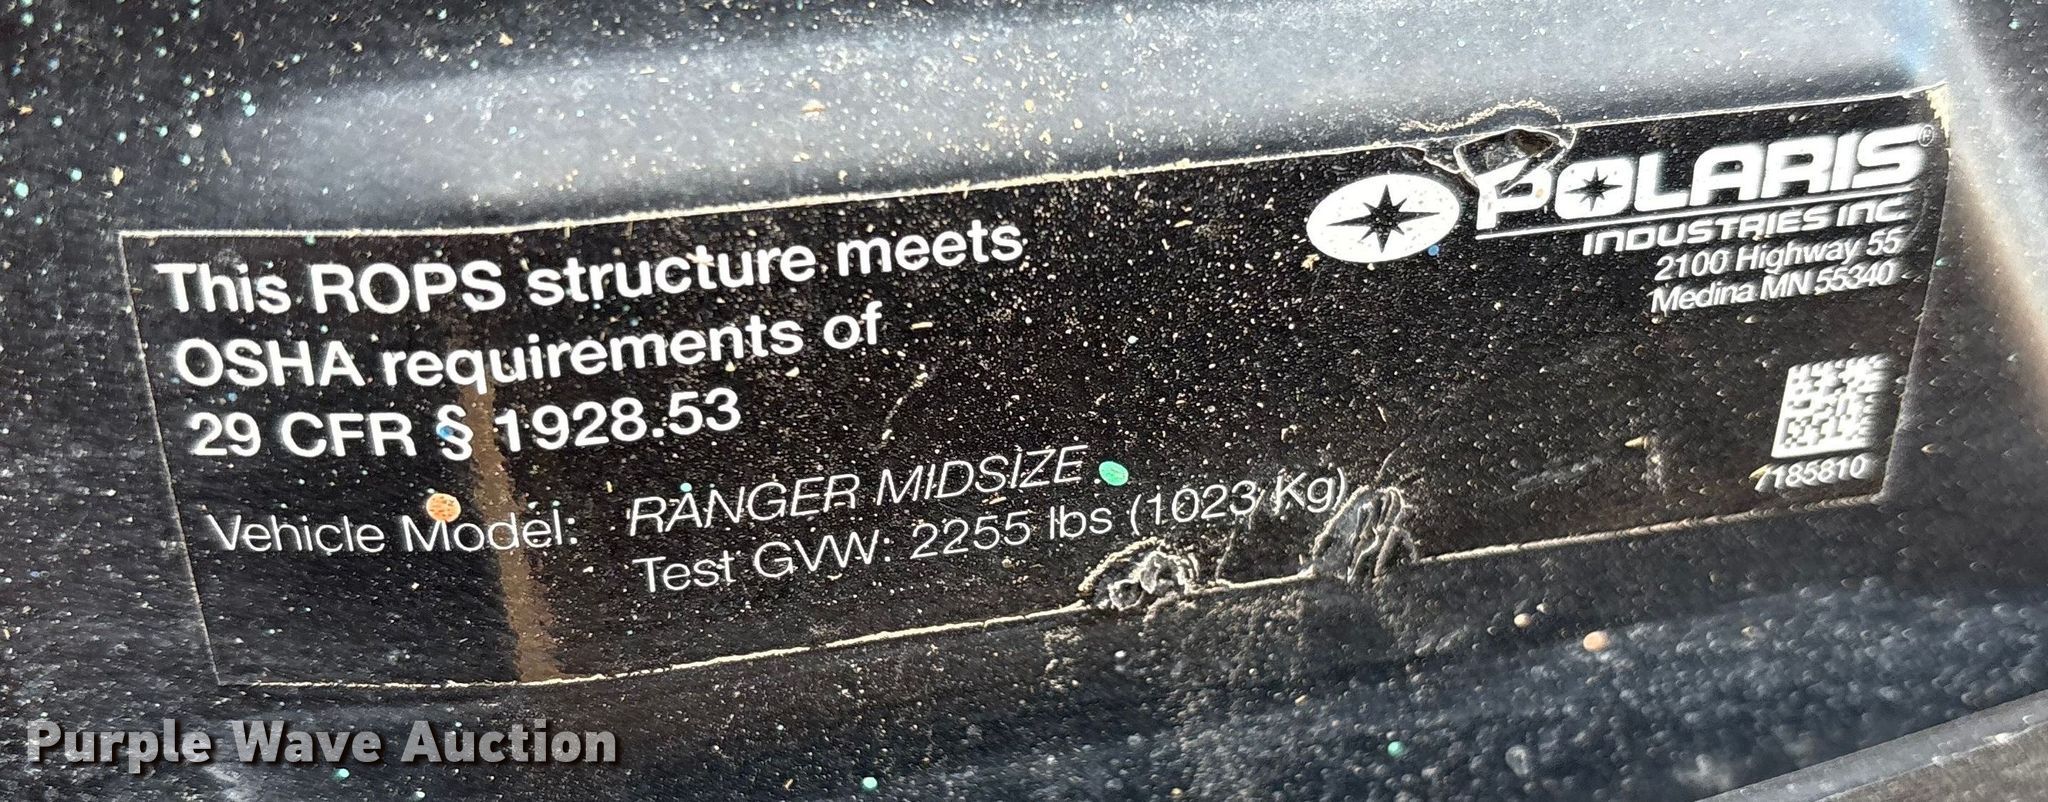 This ROPS structure meets
OSHA requirements of
29 CFR § 1928.53
Vehicle Model: RANGER MIDSIZE
Test GVW: 2255 lbs (1023 Kg)
POLARIS®
INDUSTRIES INC
2100 Highway 55
Medina MN 55340
7185810
Purple Wave Auction